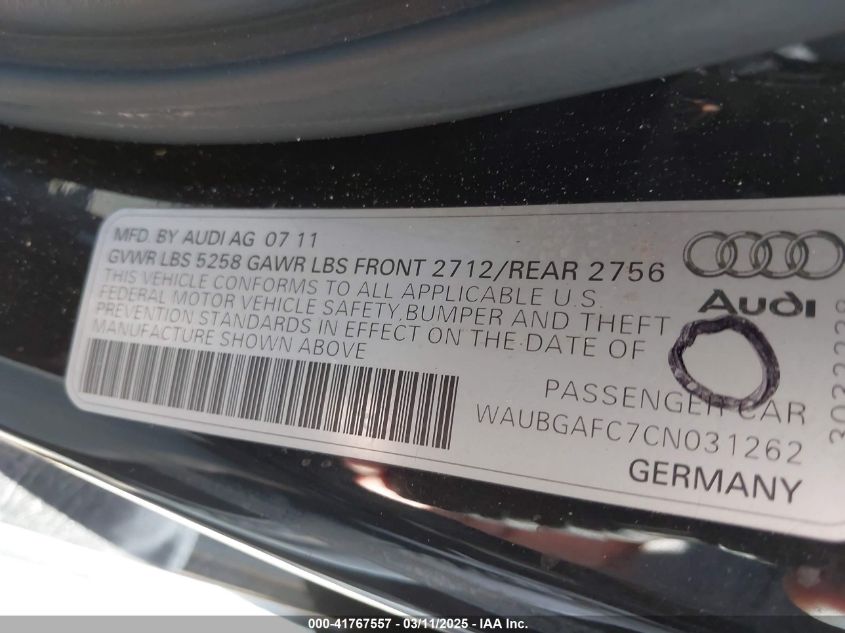 MFD. BY AUDI AG 07 11
GVWR LBS 5258 GAWR LBS FRONT 2712/REAR 2756
THIS VEHICLE CONFORMS TO ALL APPLICABLE U.S.
FEDERAL MOTOR VEHICLE SAFETY, BUMPER AND THEFT
PREVENTION STANDARDS IN EFFECT ON THE DATE OF
MANUFACTURE SHOWN ABOVE
Audi
PASSENGER CAR
WAUBGAFC7CN031262
GERMANY
000-41767557 - 03/11/2025 - IAA Inc.